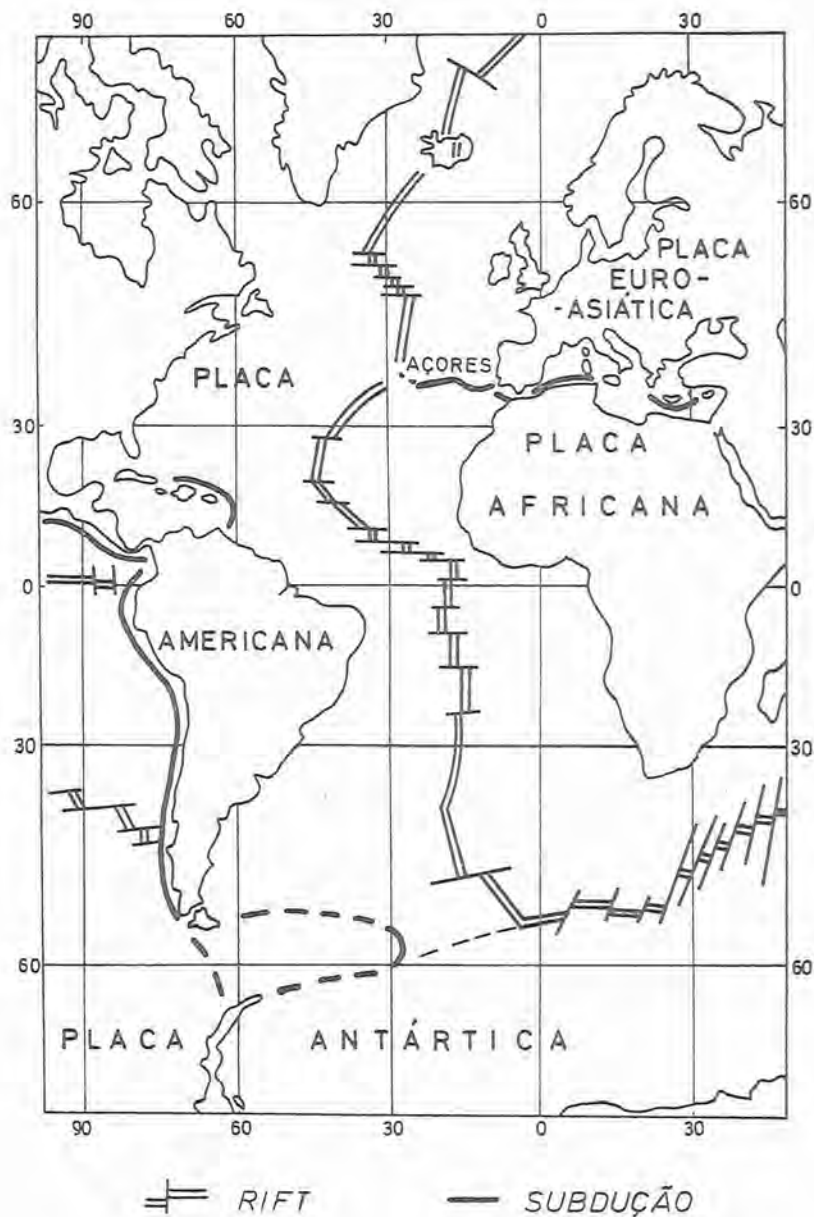 90 60 30 0 30
60 60
PLACA
EURO-
-ASIÁTICA
AÇORES
PLACA
30 30
PLACA
AFRICANA
0 0
AMERICANA
30 30
60 60
PLACA ANTÁRTICA
90 60 30 0 30
RIFT SUBDUÇÃO